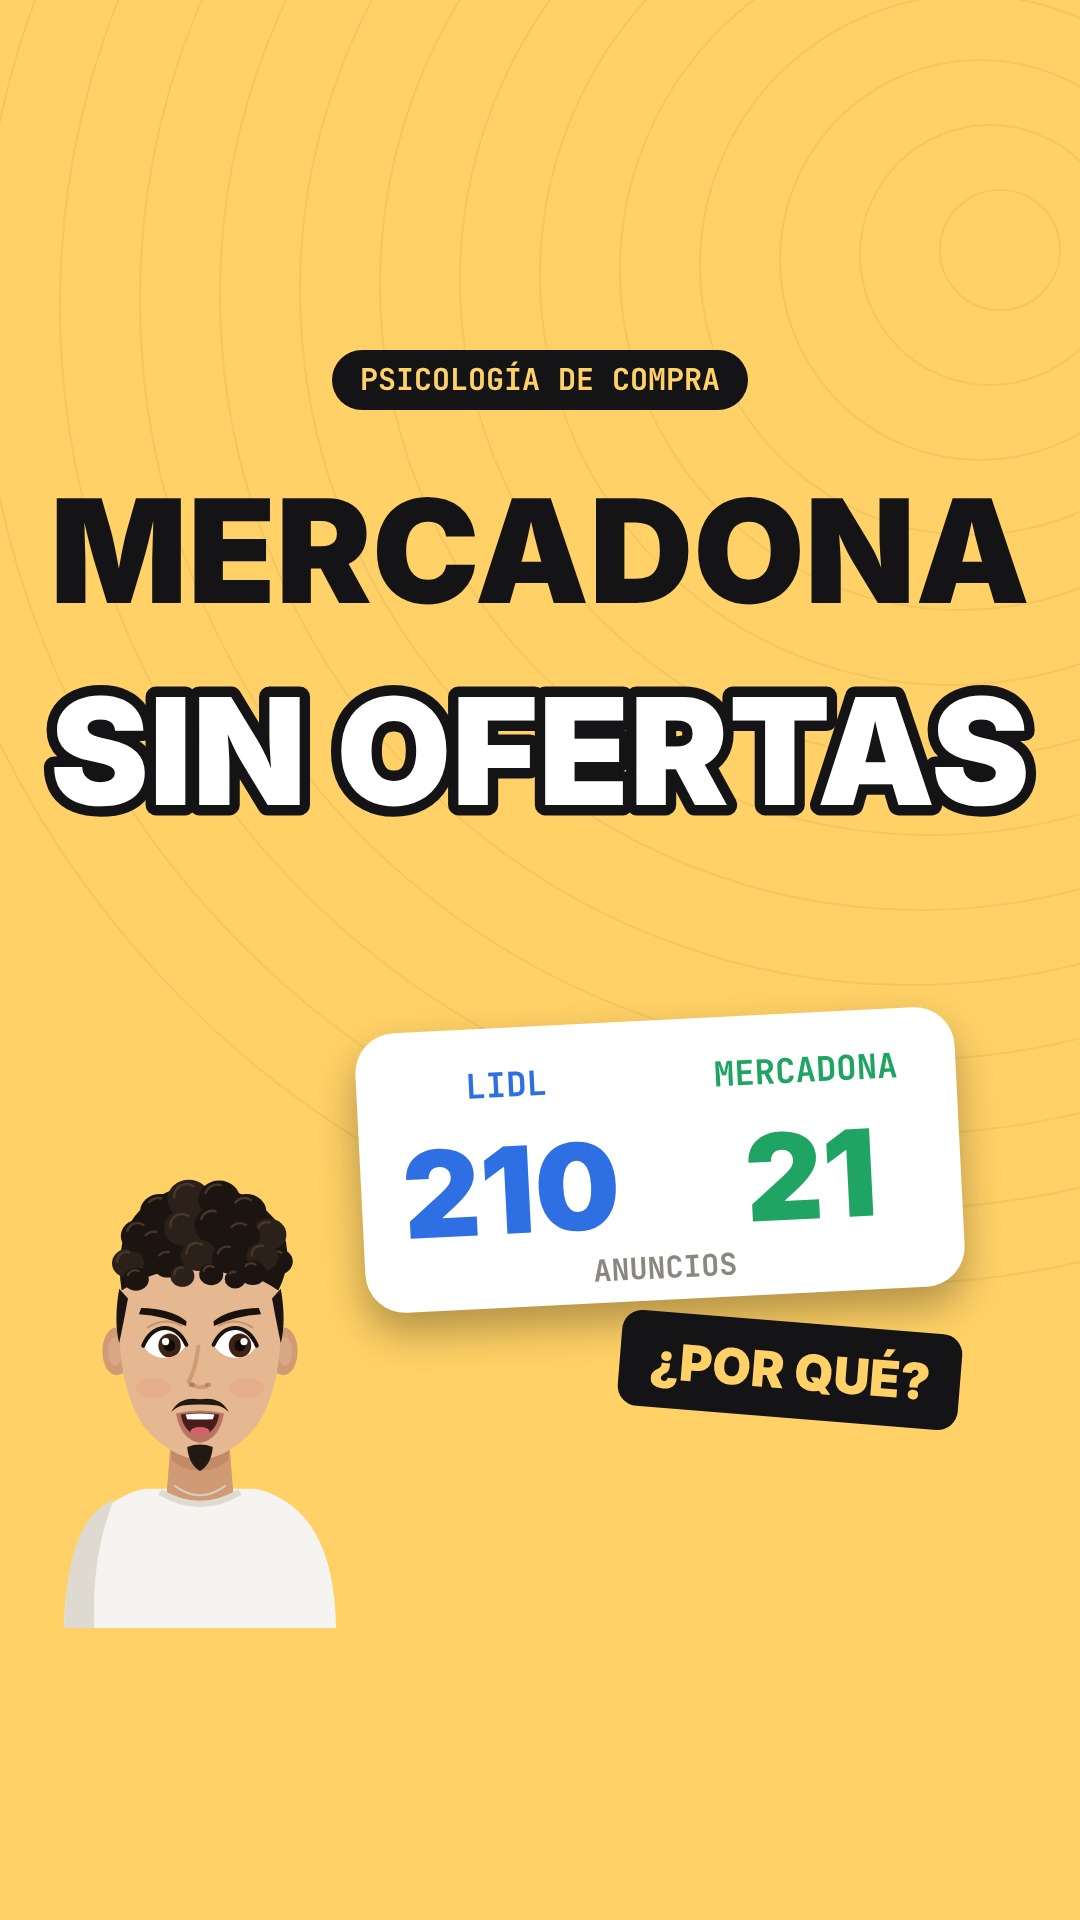 PSICOLOGÍA DE COMPRA
MERCADONA
SIN OFERTAS
LIDL MERCADONA
210 21
ANUNCIOS
¿POR QUÉ?